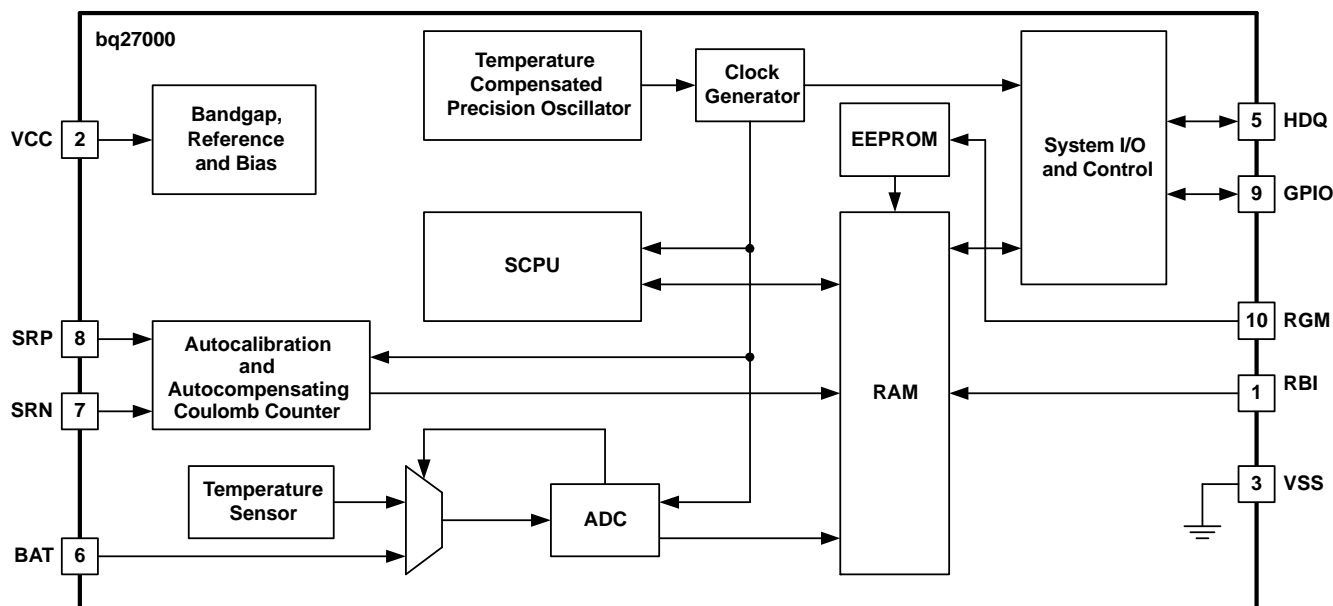 bq27000
Temperature
Compensated
Precision Oscillator
Clock
Generator
Bandgap,
Reference
and Bias
VCC
2
EEPROM
System I/O
and Control
5
HDQ
9
GPIO
SCPU
SRP
8
SRN
7
Autocalibration
and
Autocompensating
Coulomb Counter
RAM
10
RGM
1
RBI
Temperature
Sensor
ADC
3
VSS
BAT
6